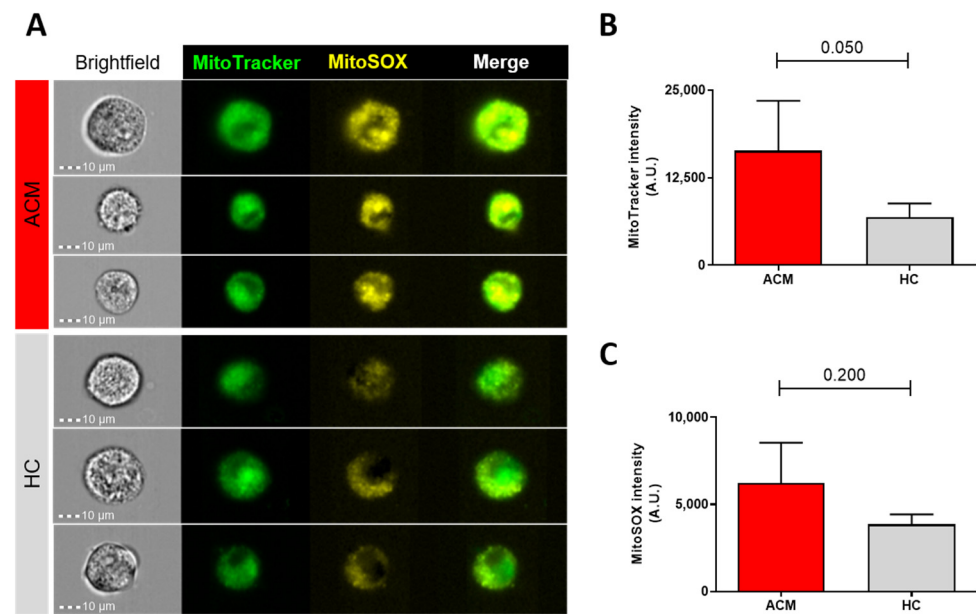 A
Brightfield
MitoTracker
MitoSOX
Merge
ACM
10 µm
10 µm
10 µm
HC
10 µm
10 µm
10 µm
B
0.050
25,000
12,500
0
MitoTracker intensity
(A.U.)
ACM
HC
C
0.200
10,000
5,000
0
MitoSOX intensity
(A.U.)
ACM
HC